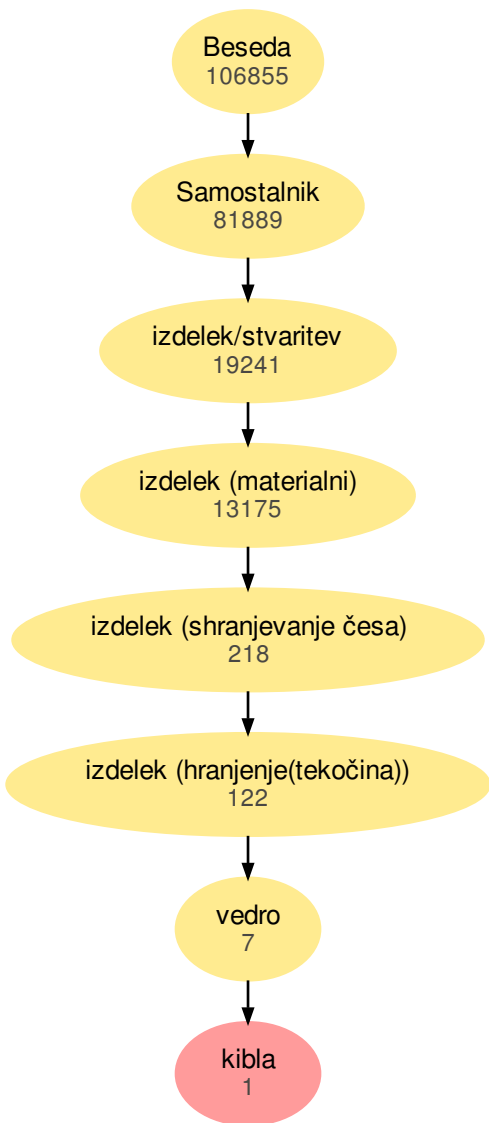 Beseda
106855
Samostalnik
81889
izdelek/stvaritev
19241
izdelek (materialni)
13175
izdelek (shranjevanje česa)
218
izdelek (hranjenje(tekočina))
122
vedro
7
kibla
1